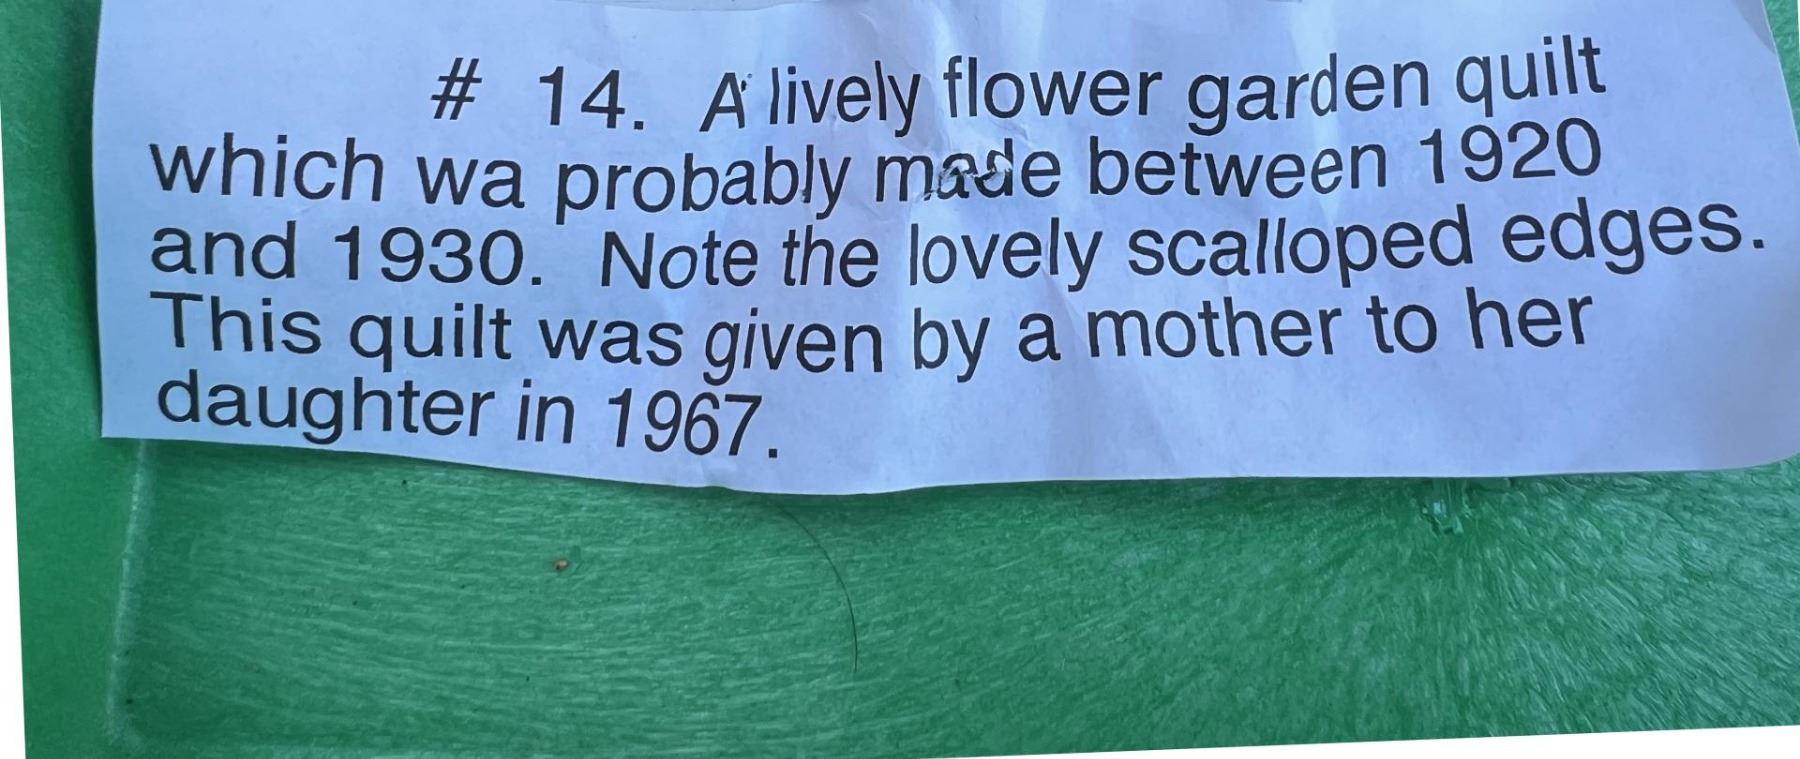 # 14. A lively flower garden quilt
which wa probably made between 1920
and 1930. Note the lovely scalloped edges.
This quilt was given by a mother to her
daughter in 1967.